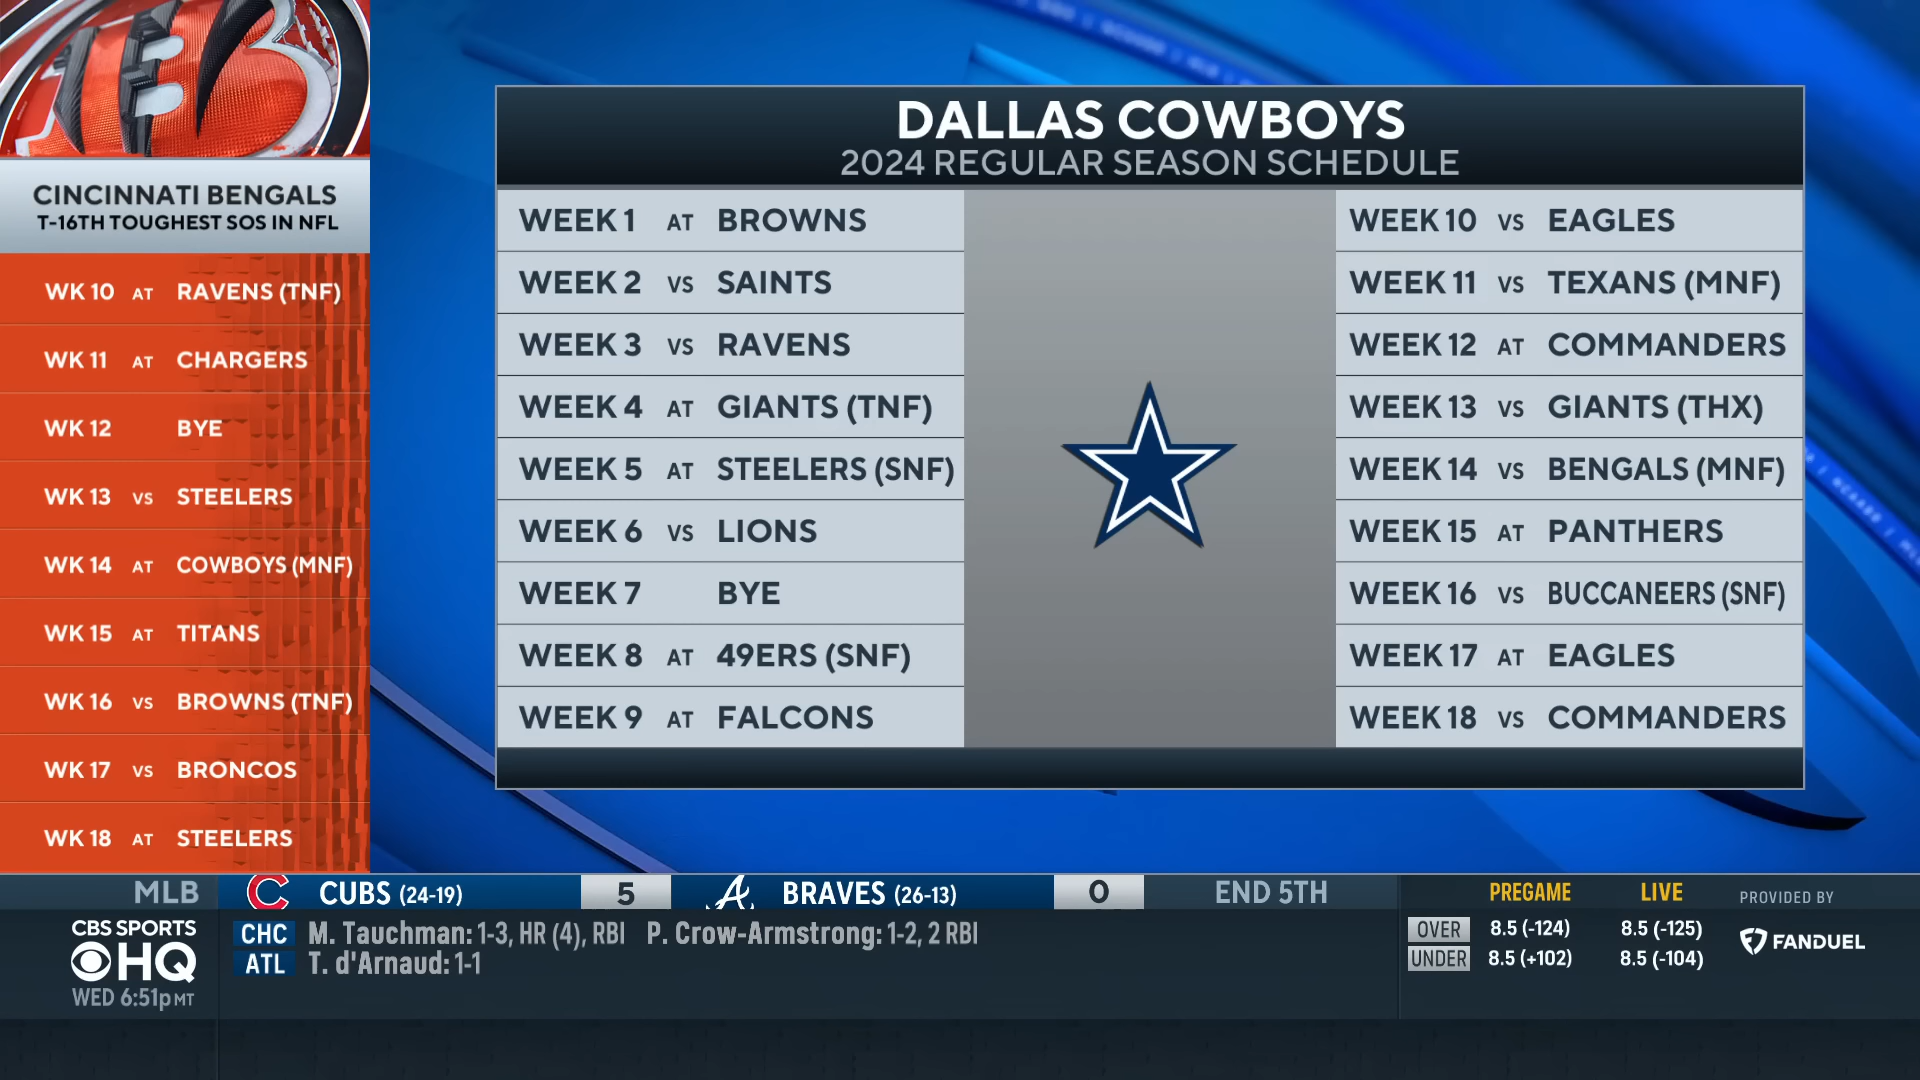 CINCINNATI BENGALS
T-16TH TOUGHEST SOS IN NFL
WK 10 AT RAVENS (TNF)
WK 11 AT CHARGERS
WK 12 BYE
WK 13 VS STEELERS
WK 14 AT COWBOYS (MNF)
WK 15 AT TITANS
WK 16 VS BROWNS (TNF)
WK 17 VS BRONCOS
WK 18 AT STEELERS
DALLAS COWBOYS
2024 REGULAR SEASON SCHEDULE
WEEK 1 AT BROWNS
WEEK 2 VS SAINTS
WEEK 3 VS RAVENS
WEEK 4 AT GIANTS (TNF)
WEEK 5 AT STEELERS (SNF)
WEEK 6 VS LIONS
WEEK 7 BYE
WEEK 8 AT 49ERS (SNF)
WEEK 9 AT FALCONS
WEEK 10 VS EAGLES
WEEK 11 VS TEXANS (MNF)
WEEK 12 AT COMMANDERS
WEEK 13 VS GIANTS (THX)
WEEK 14 VS BENGALS (MNF)
WEEK 15 AT PANTHERS
WEEK 16 VS BUCCANEERS (SNF)
WEEK 17 AT EAGLES
WEEK 18 VS COMMANDERS
MLB
CBS SPORTS
HQ
WED 6:51p MT
C CUBS (24-19) 5 A BRAVES (26-13) 0 END 5TH
CHC M. Tauchman: 1-3, HR (4), RBI P. Crow-Armstrong: 1-2, 2 RBI
ATL T. d'Arnaud: 1-1
PREGAME LIVE
OVER 8.5 (-124) 8.5 (-125)
UNDER 8.5 (+102) 8.5 (-104)
PROVIDED BY
FANDUEL